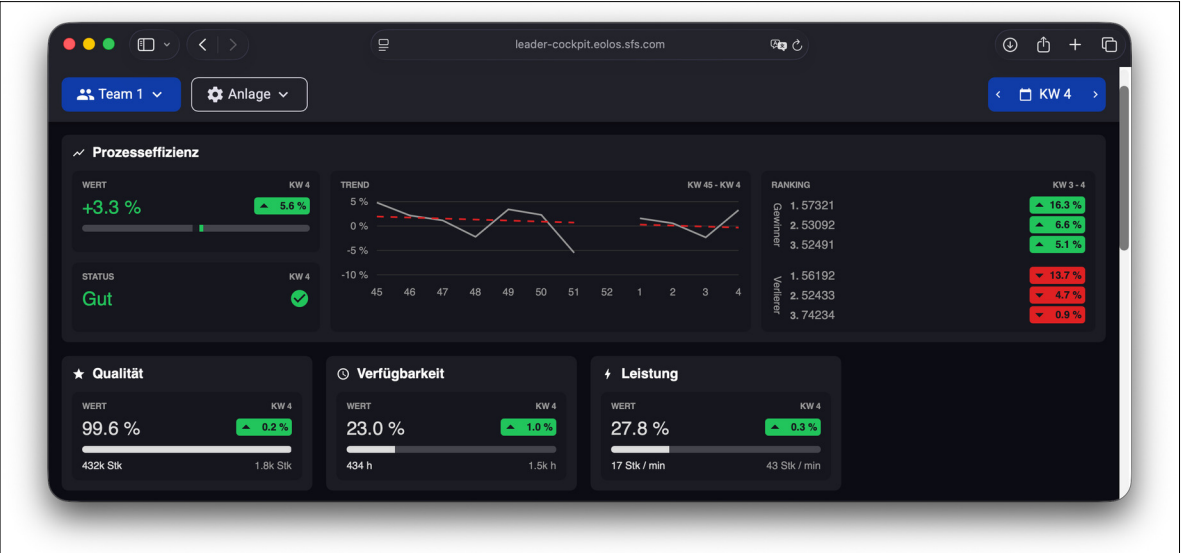 leader-cockpit.eolos.sfs.com
Team 1
Anlage
KW 4
Prozesseffizienz
WERT KW 4
+3.3 % 5.6 %
STATUS KW 4
Gut
TREND KW 45 - KW 4
5 %
0 %
-5 %
-10 %
45 46 47 48 49 50 51 52 1 2 3 4
RANKING KW 3 - 4
Gewinner
1. 57321 16.3 %
2. 53092 6.6 %
3. 52491 5.1 %
Verlierer
1. 56192 13.7 %
2. 52433 4.7 %
3. 74234 0.9 %
Qualität
WERT KW 4
99.6 % 0.2 %
432k Stk 1.8k Stk
Verfügbarkeit
WERT KW 4
23.0 % 1.0 %
434 h 1.5k h
Leistung
WERT KW 4
27.8 % 0.3 %
17 Stk / min 43 Stk / min